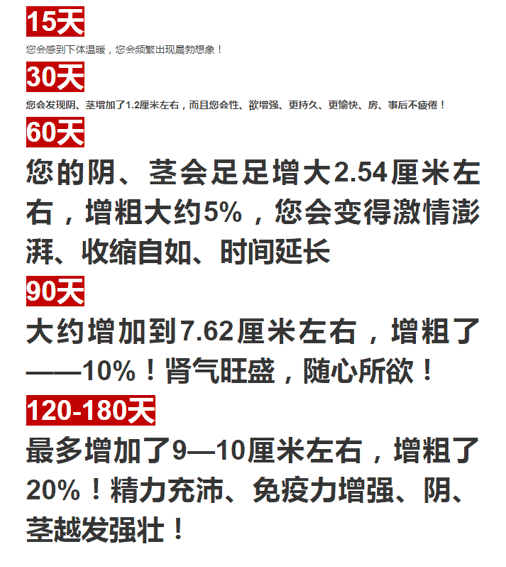 15天
您会感到下体温暖，您会频繁出现晨勃想象！
30天
您会发现阴、茎增加了1.2厘米左右，而且您会性、欲增强、更持久、更愉快、房、事后不疲倦！
60天
您的阴、茎会足足增大2.54厘米左
右，增粗大约5%，您会变得激情澎
湃、收缩自如、时间延长
90天
大约增加到7.62厘米左右，增粗了
——10%！肾气旺盛，随心所欲！
120-180天
最多增加了9—10厘米左右，增粗了
20%！精力充沛、免疫力增强、阴、
茎越发强壮！